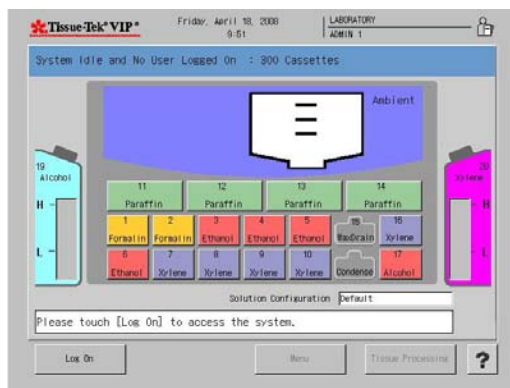 Tissue-Tek® VIP®
Friday, April 18, 2008
9:51
LABORATORY
ADMIN 1
System Idle and No User Logged On : 300 Cassettes
Ambient
19
Alcohol
H
L
20
Xylene
H
L
11
Paraffin
12
Paraffin
13
Paraffin
14
Paraffin
1
Formalin
2
Formalin
3
Ethanol
4
Ethanol
5
Ethanol
15
WaxDrain
16
Xylene
6
Ethanol
7
Xylene
8
Xylene
9
Xylene
10
Xylene
Condense
17
Alcohol
Solution Configuration Default
Please touch [Log On] to access the system.
Log On
Menu
Tissue Processing
?